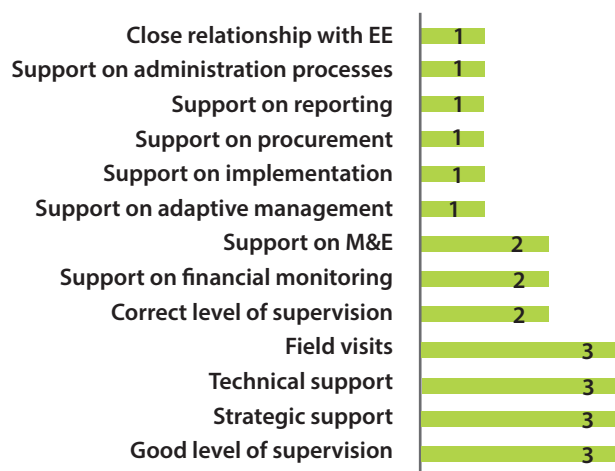 Close relationship with EE 1
Support on administration processes 1
Support on reporting 1
Support on procurement 1
Support on implementation 1
Support on adaptive management 1
Support on M&E 2
Support on financial monitoring 2
Correct level of supervision 2
Field visits 3
Technical support 3
Strategic support 3
Good level of supervision 3